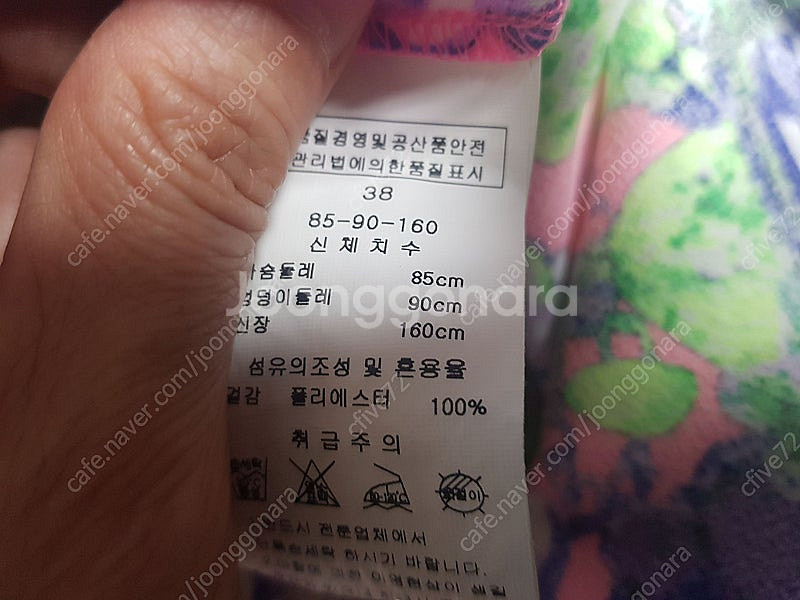 품질경영및공산품안전
관리법에의한품질표시
38
85-90-160
신체치수
가슴둘레 85cm
엉덩이둘레 90cm
신장 160cm
섬유의조성 및 혼용율
겉감 폴리에스터 100%
취급주의
반드시 전문업체에서
하시기 바랍니다.
joonggonara
cafe.naver.com/joonggonara
cfive72